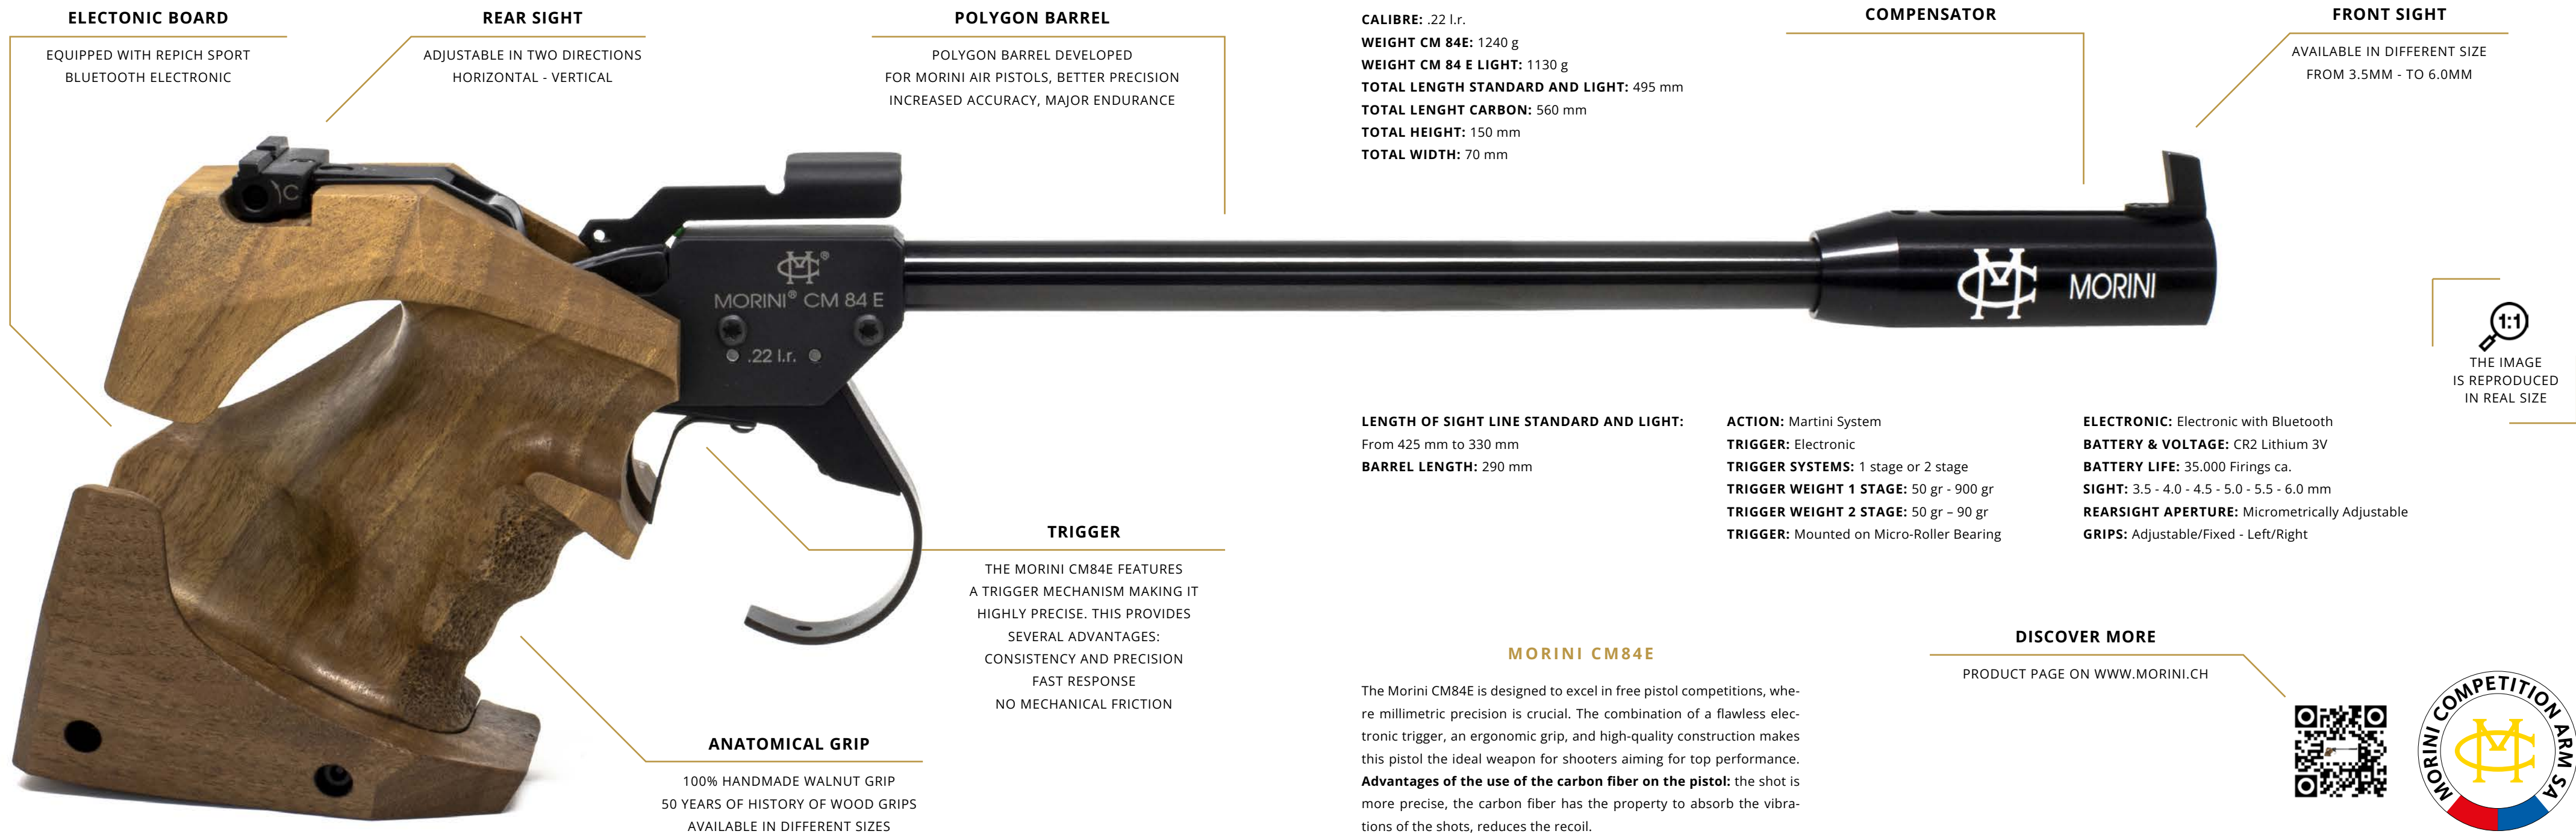 ELECTONIC BOARD
EQUIPPED WITH REPICH SPORT
BLUETOOTH ELECTRONIC
REAR SIGHT
ADJUSTABLE IN TWO DIRECTIONS
HORIZONTAL - VERTICAL
POLYGON BARREL
POLYGON BARREL DEVELOPED
FOR MORINI AIR PISTOLS, BETTER PRECISION
INCREASED ACCURACY, MAJOR ENDURANCE
CALIBRE: .22 l.r.
WEIGHT CM 84E: 1240 g
WEIGHT CM 84 E LIGHT: 1130 g
TOTAL LENGTH STANDARD AND LIGHT: 495 mm
TOTAL LENGHT CARBON: 560 mm
TOTAL HEIGHT: 150 mm
TOTAL WIDTH: 70 mm
COMPENSATOR
FRONT SIGHT
AVAILABLE IN DIFFERENT SIZE
FROM 3.5MM - TO 6.0MM
MORINI® CM 84 E
.22 l.r.
MORINI
1:1
THE IMAGE
IS REPRODUCED
IN REAL SIZE
LENGTH OF SIGHT LINE STANDARD AND LIGHT:
From 425 mm to 330 mm
BARREL LENGTH: 290 mm
ACTION: Martini System
TRIGGER: Electronic
TRIGGER SYSTEMS: 1 stage or 2 stage
TRIGGER WEIGHT 1 STAGE: 50 gr - 900 gr
TRIGGER WEIGHT 2 STAGE: 50 gr – 90 gr
TRIGGER: Mounted on Micro-Roller Bearing
ELECTRONIC: Electronic with Bluetooth
BATTERY & VOLTAGE: CR2 Lithium 3V
BATTERY LIFE: 35.000 Firings ca.
SIGHT: 3.5 - 4.0 - 4.5 - 5.0 - 5.5 - 6.0 mm
REARSIGHT APERTURE: Micrometrically Adjustable
GRIPS: Adjustable/Fixed - Left/Right
TRIGGER
THE MORINI CM84E FEATURES
A TRIGGER MECHANISM MAKING IT
HIGHLY PRECISE. THIS PROVIDES
SEVERAL ADVANTAGES:
CONSISTENCY AND PRECISION
FAST RESPONSE
NO MECHANICAL FRICTION
ANATOMICAL GRIP
100% HANDMADE WALNUT GRIP
50 YEARS OF HISTORY OF WOOD GRIPS
AVAILABLE IN DIFFERENT SIZES
MORINI CM84E
The Morini CM84E is designed to excel in free pistol competitions, whe-
re millimetric precision is crucial. The combination of a flawless elec-
tronic trigger, an ergonomic grip, and high-quality construction makes
this pistol the ideal weapon for shooters aiming for top performance.
Advantages of the use of the carbon fiber on the pistol: the shot is
more precise, the carbon fiber has the property to absorb the vibra-
tions of the shots, reduces the recoil.
DISCOVER MORE
PRODUCT PAGE ON WWW.MORINI.CH
MORINI COMPETITION ARM SA